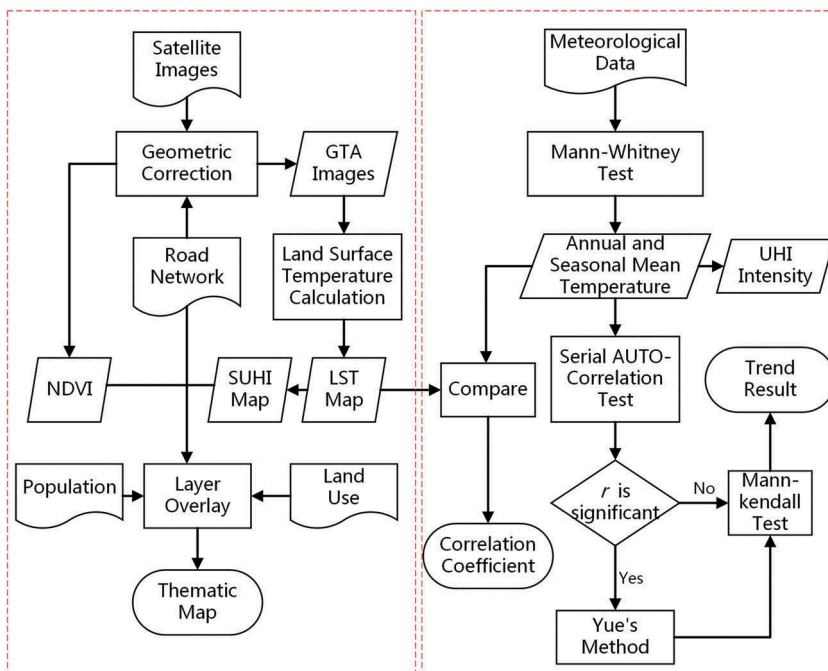 Satellite
Images
Geometric
Correction
GTA
Images
Road
Network
Land Surface
Temperature
Calculation
NDVI
SUHI
Map
LST
Map
Population
Layer
Overlay
Land
Use
Thematic
Map
Meteorological
Data
Mann-Whitney
Test
Annual and
Seasonal Mean
Temperature
UHI
Intensity
Compare
Serial AUTO-
Correlation
Test
Trend
Result
r is
significant
No
Mann-
kendall
Test
Correlation
Coefficient
Yes
Yue's
Method